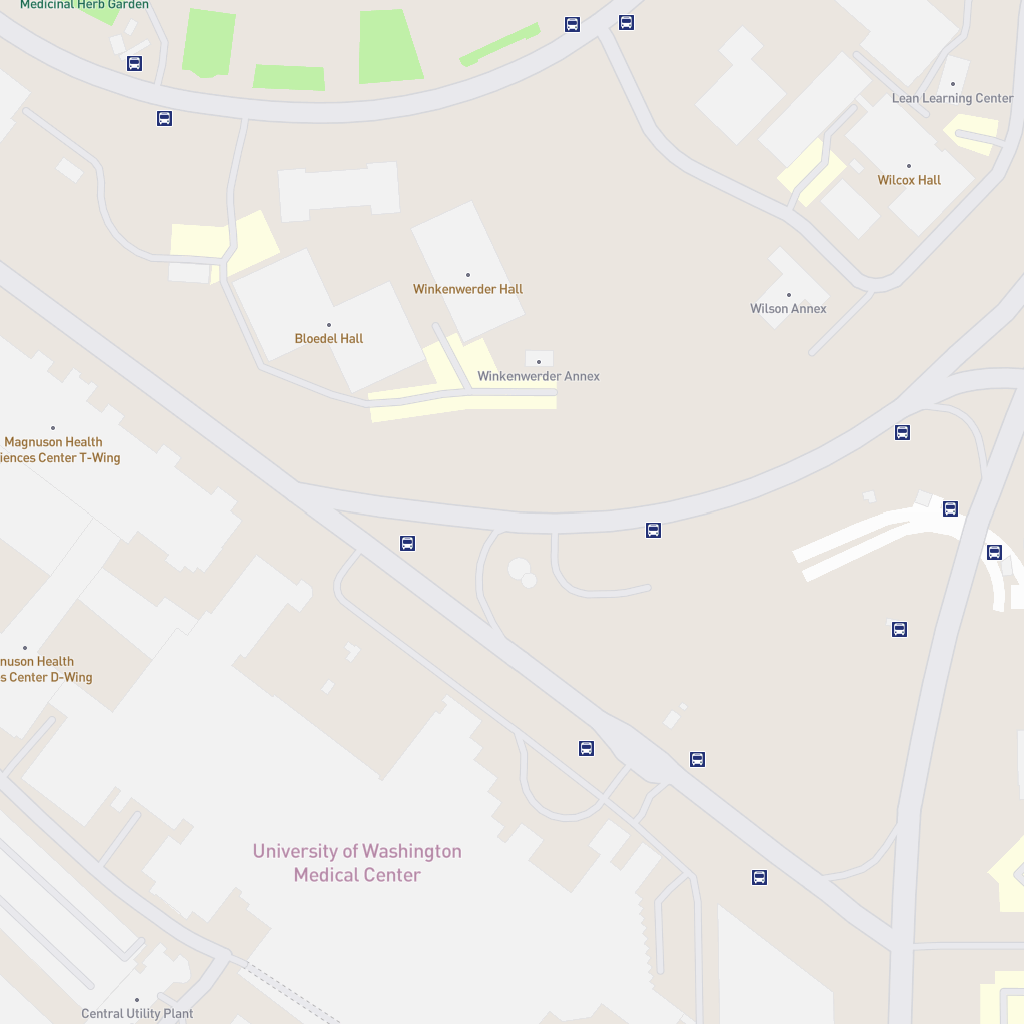 Medicinal Herb Garden
Lean Learning Center
Wilcox Hall
Winkenwerder Hall
Wilson Annex
Bloedel Hall
Winkenwerder Annex
Magnuson Health
iences Center T-Wing
nuson Health
s Center D-Wing
University of Washington
Medical Center
Central Utility Plant